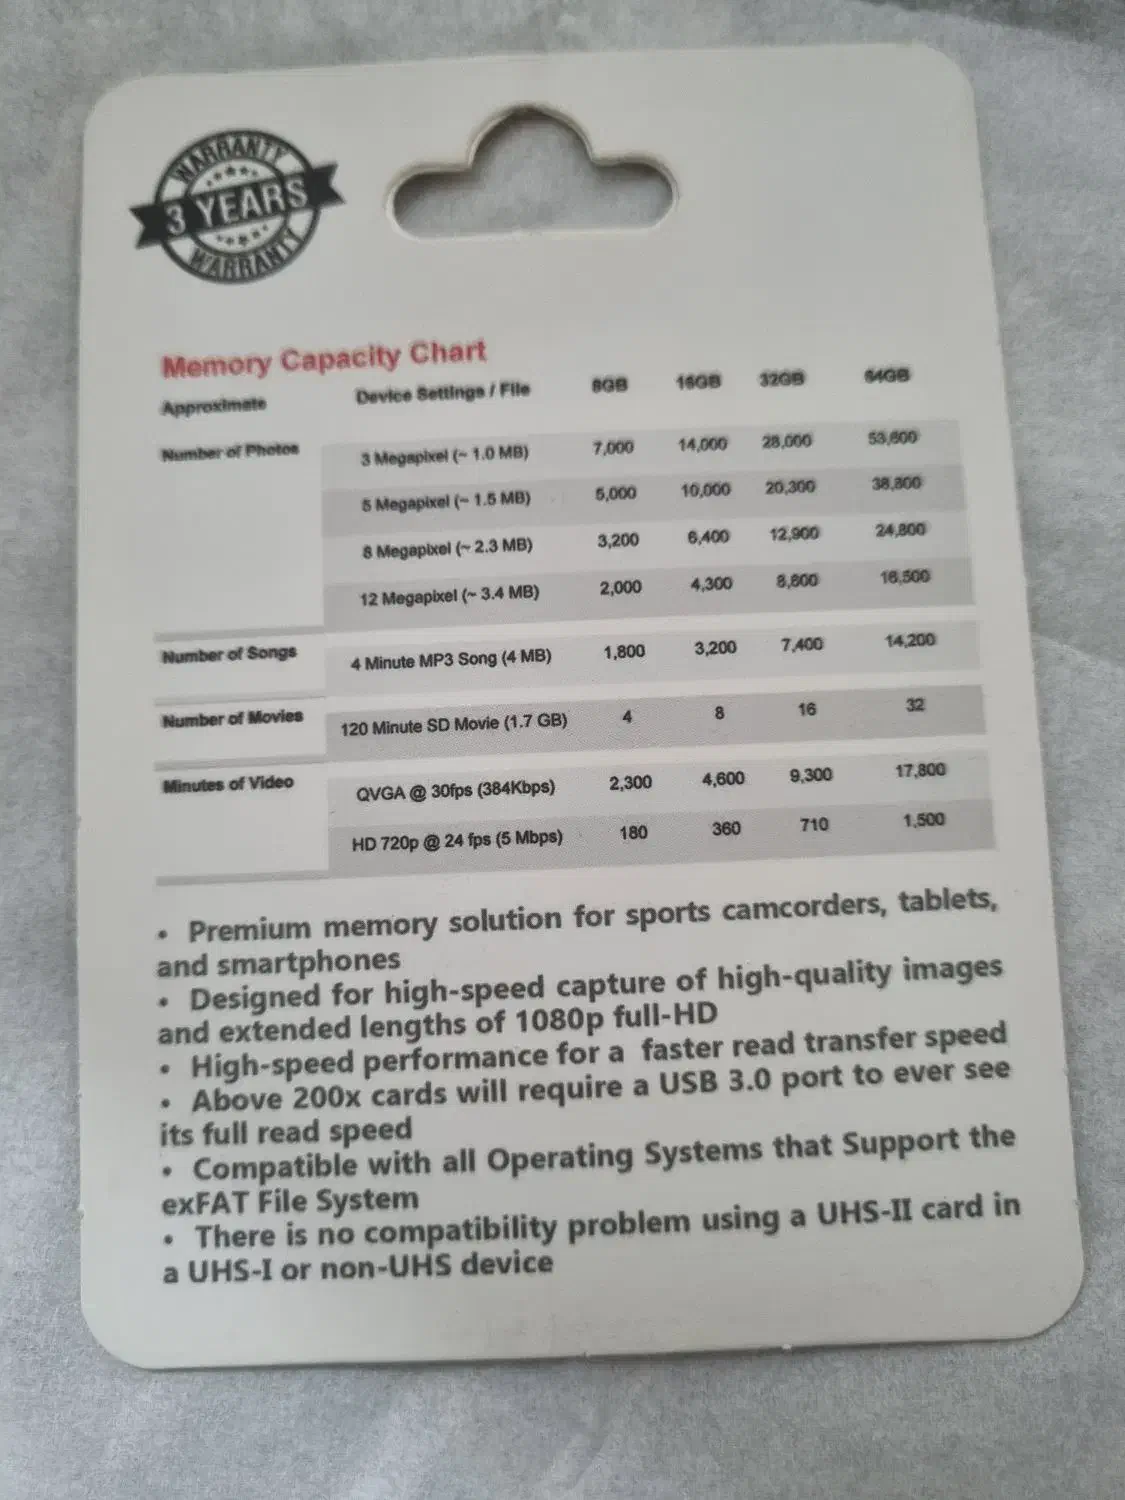 WARRANTY
3 YEARS
WARRANTY
Memory Capacity Chart
Approximate Device Settings / File 8GB 16GB 32GB 64GB
Number of Photos 3 Megapixel (~ 1.0 MB) 7,000 14,000 28,000 53,600
5 Megapixel (~ 1.5 MB) 5,000 10,000 20,300 38,800
8 Megapixel (~ 2.3 MB) 3,200 6,400 12,900 24,800
12 Megapixel (~ 3.4 MB) 2,000 4,300 8,600 16,500
Number of Songs 4 Minute MP3 Song (4 MB) 1,800 3,200 7,400 14,200
Number of Movies 120 Minute SD Movie (1.7 GB) 4 8 16 32
Minutes of Video QVGA @ 30fps (384Kbps) 2,300 4,600 9,300 17,800
HD 720p @ 24 fps (5 Mbps) 180 360 710 1,500
• Premium memory solution for sports camcorders, tablets,
and smartphones
• Designed for high-speed capture of high-quality images
and extended lengths of 1080p full-HD
• High-speed performance for a faster read transfer speed
• Above 200x cards will require a USB 3.0 port to ever see
its full read speed
• Compatible with all Operating Systems that Support the
exFAT File System
• There is no compatibility problem using a UHS-II card in
a UHS-I or non-UHS device